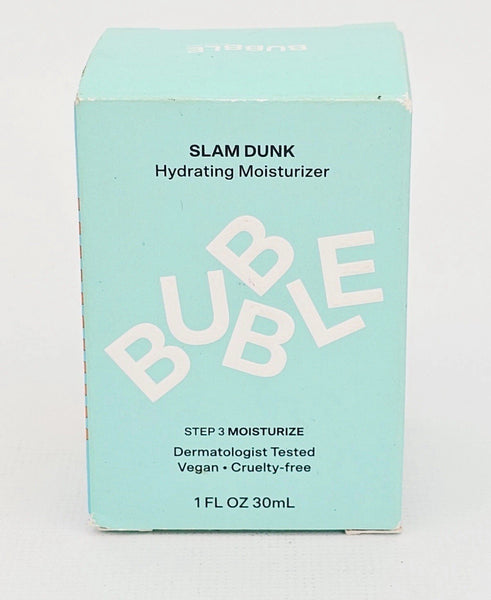 BUBBLE
SLAM DUNK
Hydrating Moisturizer
BUBBLE
STEP 3 MOISTURIZE
Dermatologist Tested
Vegan • Cruelty-free
1 FL OZ 30mL